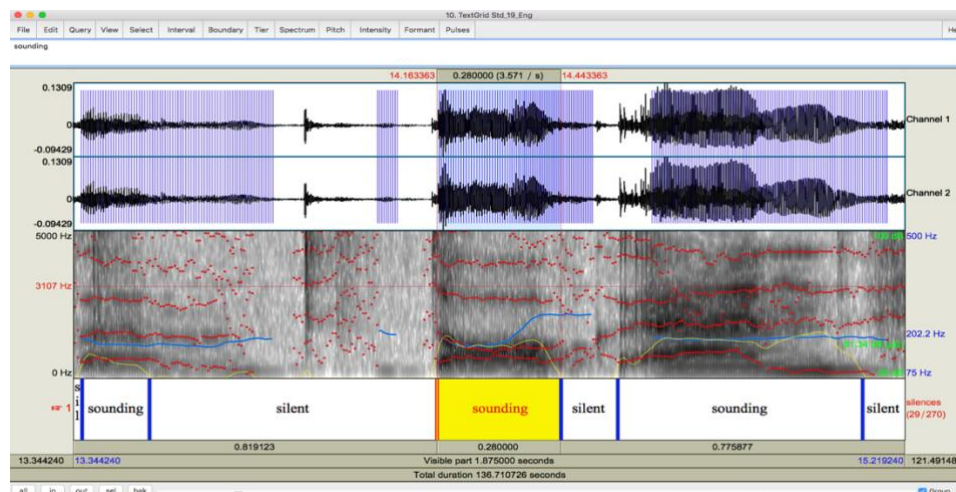 10. TextGrid Std_19_Eng
File Edit Query View Select Interval Boundary Tier Spectrum Pitch Intensity Formant Pulses He
sounding
14.163363 0.280000 (3.571 / s) 14.443363
0.1309
0
-0.09429
Channel 1
0.1309
0
-0.09429
Channel 2
5000 Hz
500 Hz
3107 Hz
202.2 Hz
0 Hz
75 Hz
1 sil sounding silent sounding silent sounding silent silences
(29 / 270)
0.819123 0.280000 0.775877
13.344240 13.344240 Visible part 1.875000 seconds 15.219240 121.49148
Total duration 136.710726 seconds
all in out sel bak Group